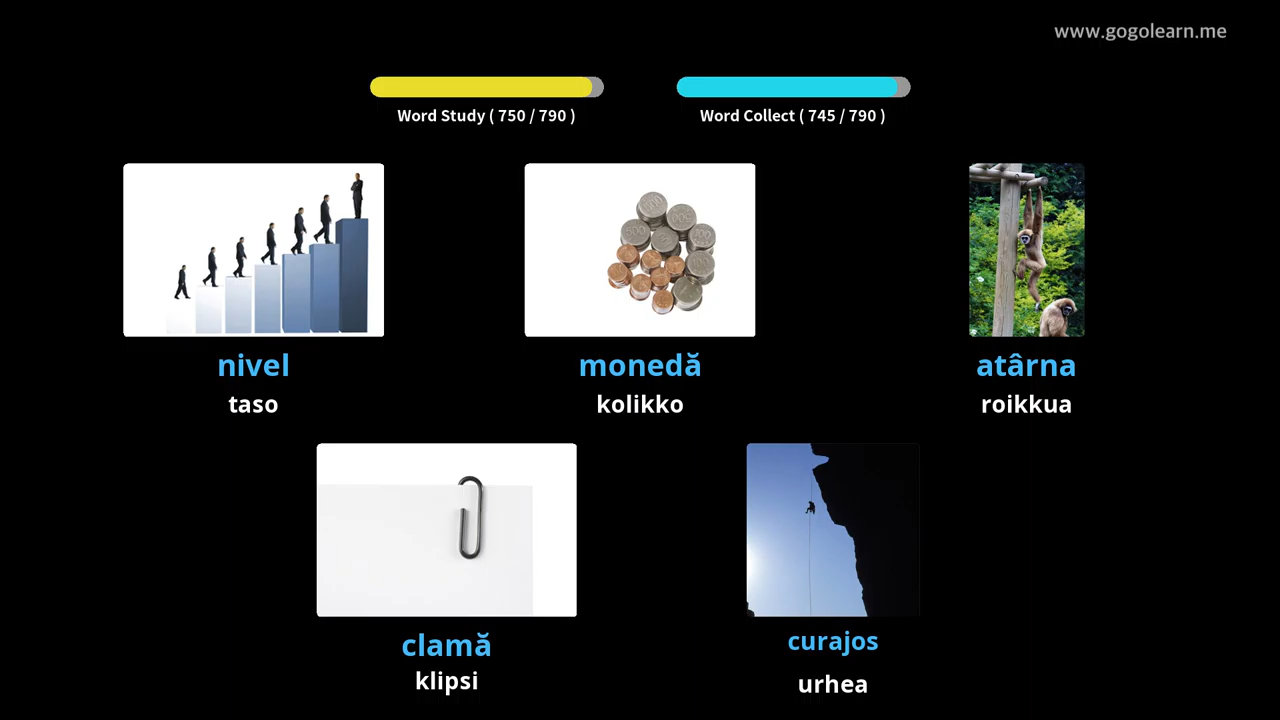 www.gogolearn.me
Word Study ( 750 / 790 )
Word Collect ( 745 / 790 )
nivel
taso
monedă
kolikko
atârna
roikkua
clamă
klipsi
curajos
urhea